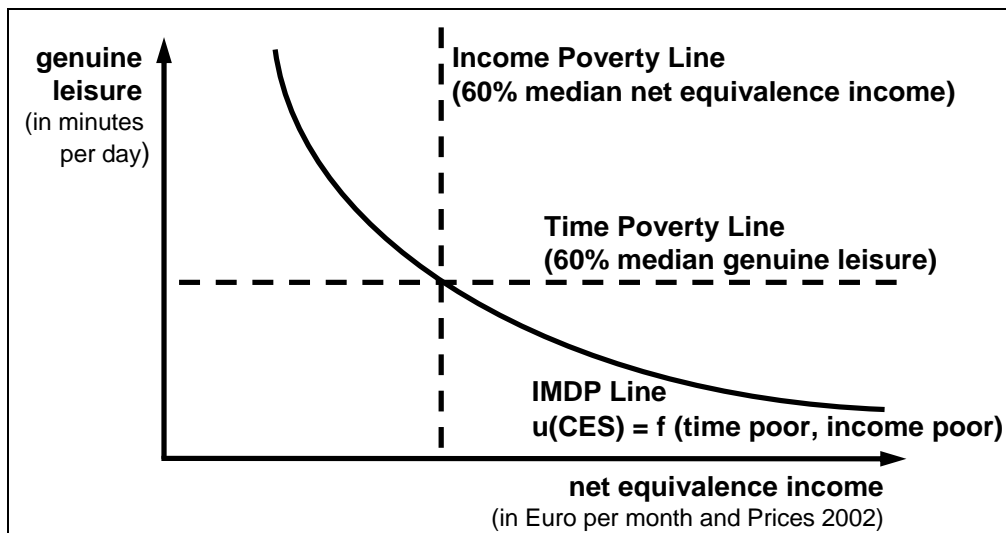 genuine
leisure
(in minutes
per day)
Income Poverty Line
(60% median net equivalence income)
Time Poverty Line
(60% median genuine leisure)
IMDP Line
u(CES) = f (time poor, income poor)
net equivalence income
(in Euro per month and Prices 2002)